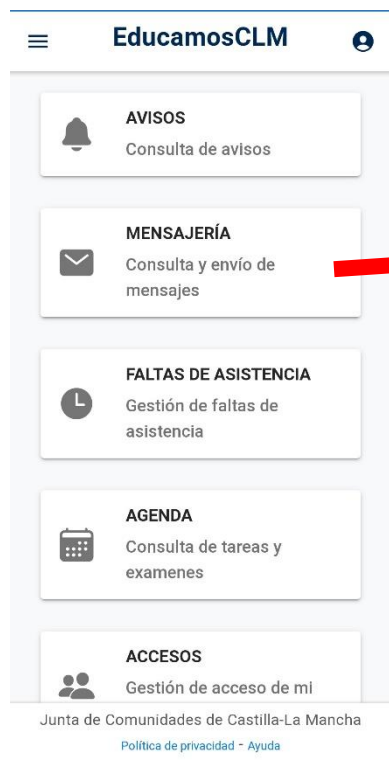 EducamosCLM
AVISOS
Consulta de avisos
MENSAJERÍA
Consulta y envío de
mensajes
FALTAS DE ASISTENCIA
Gestión de faltas de
asistencia
AGENDA
Consulta de tareas y
examenes
ACCESOS
Gestión de acceso de mi
Junta de Comunidades de Castilla-La Mancha
Política de privacidad - Ayuda